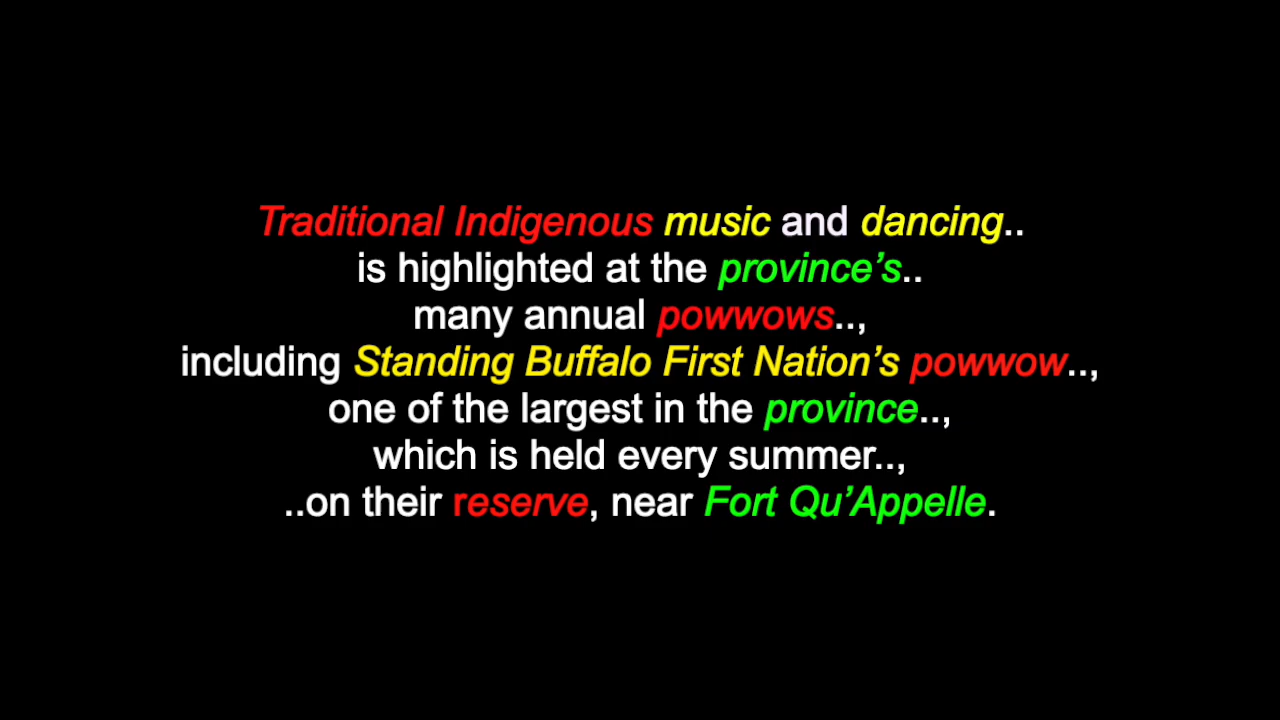 Traditional Indigenous music and dancing..
is highlighted at the province’s..
many annual powwows..,
including Standing Buffalo First Nation’s powwow..,
one of the largest in the province..,
which is held every summer..,
..on their reserve, near Fort Qu’Appelle.